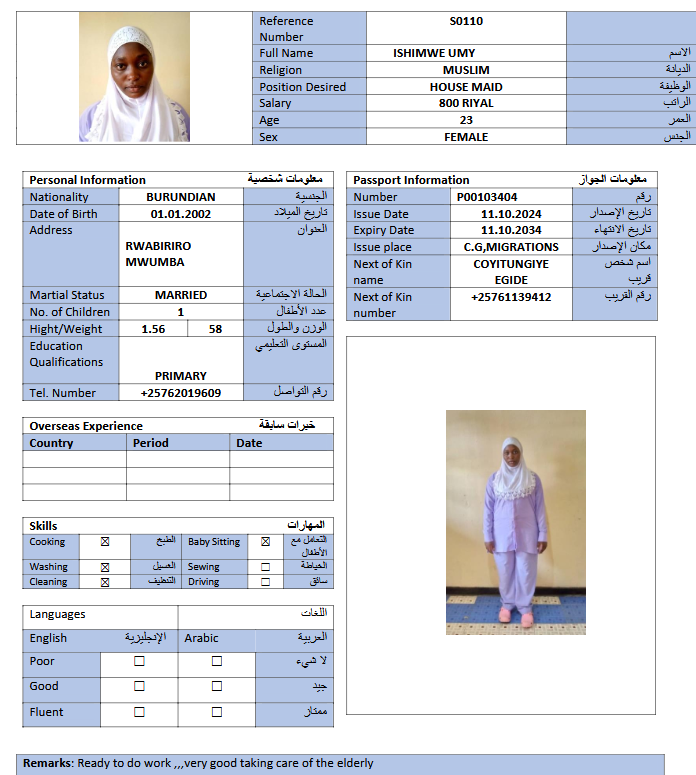 Reference Number S0110
Full Name ISHIMWE UMY الاسم
Religion MUSLIM الديانة
Position Desired HOUSE MAID الوظيفة
Salary 800 RIYAL الراتب
Age 23 العمر
Sex FEMALE الجنس
Personal Information معلومات شخصية
Nationality BURUNDIAN الجنسية
Date of Birth 01.01.2002 تاريخ الميلاد
Address RWABIRIRO MWUMBA العنوان
Martial Status MARRIED الحالة الاجتماعية
No. of Children 1 عدد الأطفال
Hight/Weight 1.56 58 الوزن والطول
Education Qualifications PRIMARY المستوى التعليمي
Tel. Number +25762019609 رقم التواصل
Passport Information معلومات الجواز
Number P00103404 رقم
Issue Date 11.10.2024 تاريخ الإصدار
Expiry Date 11.10.2034 تاريخ الانتهاء
Issue place C.G,MIGRATIONS مكان الإصدار
Next of Kin name COYITUNGIYE EGIDE اسم شخص قريب
Next of Kin number +25761139412 رقم القريب
Overseas Experience خبرات سابقة
Country Period Date
Skills المهارات
Cooking ☒ الطبخ Baby Sitting ☒ التعامل مع الأطفال
Washing ☒ الغسيل Sewing ☐ الخياطة
Cleaning ☒ التنظيف Driving ☐ سائق
Languages اللغات
English الإنجليزية Arabic العربية
Poor ☐ ☐ لا شيء
Good ☐ ☐ جيد
Fluent ☐ ☐ ممتاز
Remarks: Ready to do work ,,,very good taking care of the elderly